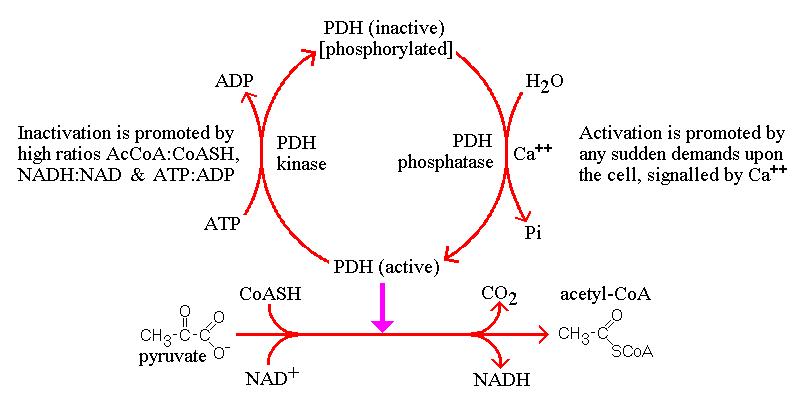 PDH (inactive)
[phosphorylated]
ADP
H2O
Inactivation is promoted by
high ratios AcCoA:CoASH,
NADH:NAD & ATP:ADP
PDH
kinase
PDH
phosphatase
Ca++
Activation is promoted by
any sudden demands upon
the cell, signalled by Ca++
ATP
Pi
PDH (active)
CoASH
CO2
acetyl-CoA
O O
CH3-C-C
O-
pyruvate
O
CH3-C
SCoA
NAD+
NADH